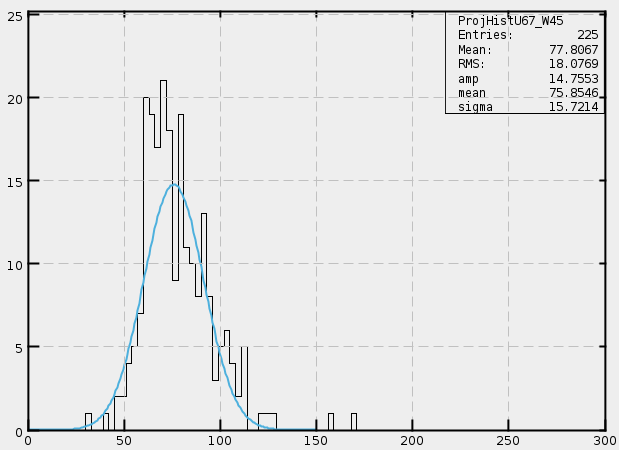 25
20
15
10
5
0
ProjHistU67_W45
Entries: 225
Mean: 77.8067
RMS: 18.0769
amp 14.7553
mean 75.8546
sigma 15.7214
0 50 100 150 200 250 300